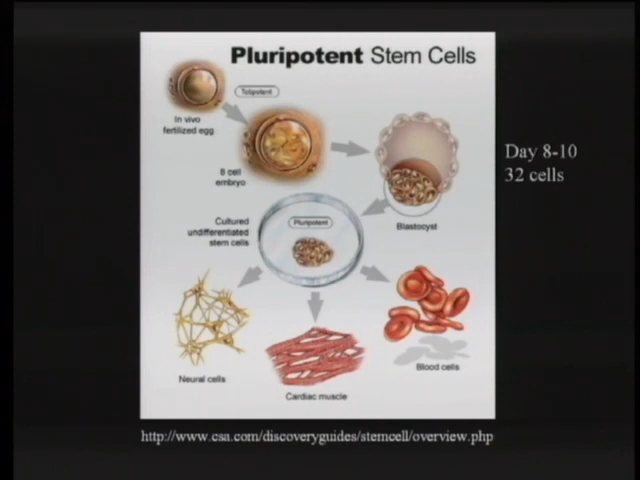 Pluripotent Stem Cells
Totipotent
In vivo
fertilized egg
8 cell
embryo
Day 8-10
32 cells
Blastocyst
Cultured
undifferentiated
stem cells
Pluripotent
Neural cells
Cardiac muscle
Blood cells
http://www.csa.com/discoveryguides/stemcell/overview.php